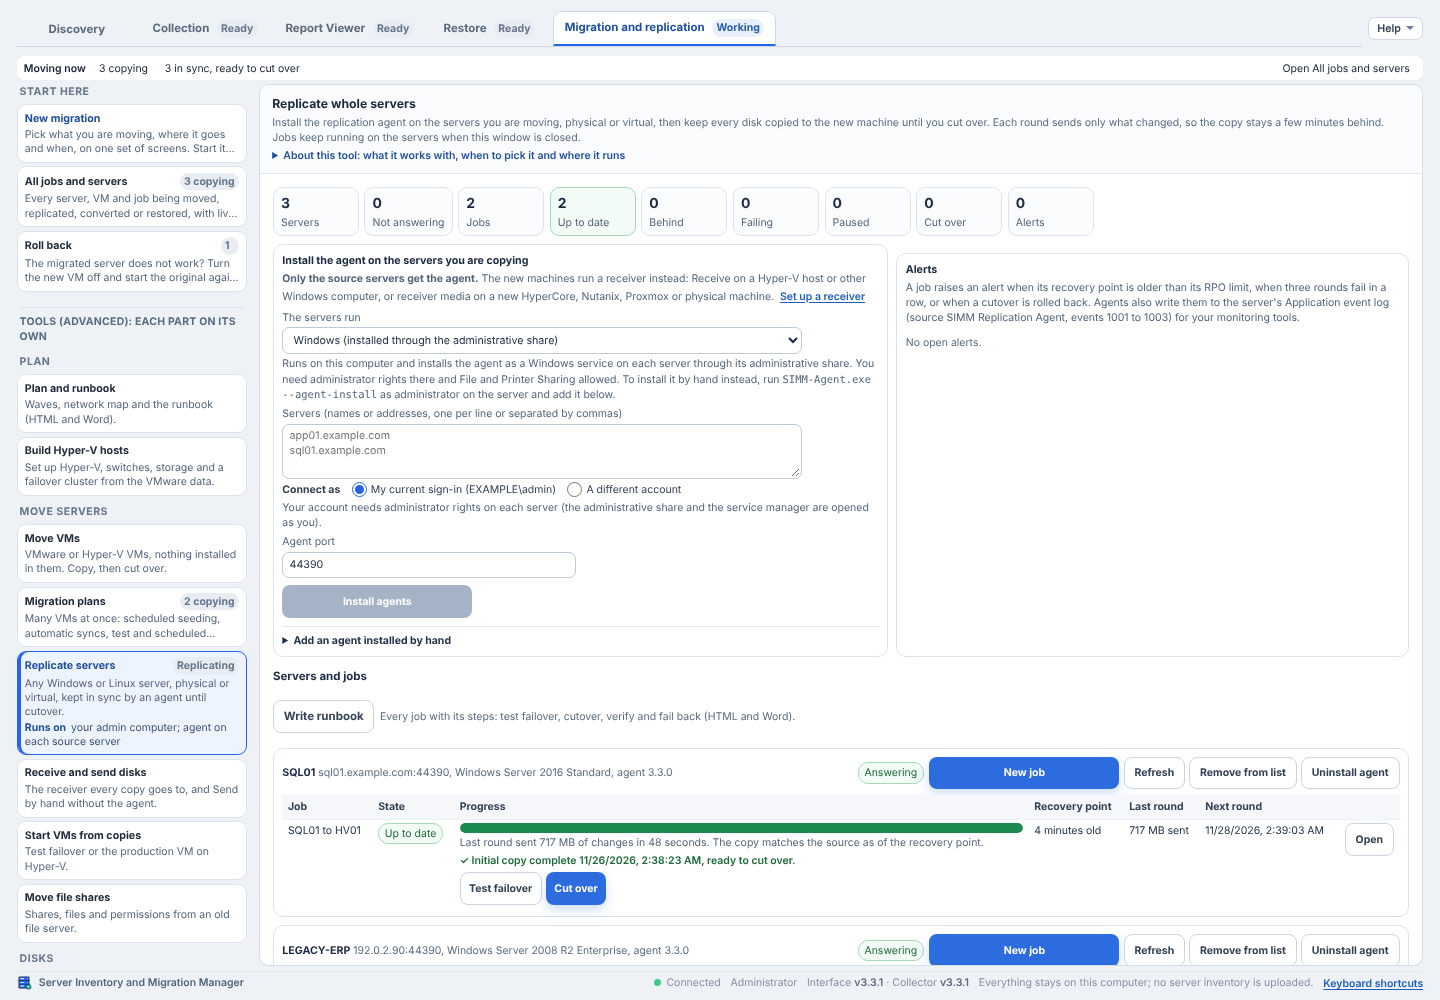 Discovery
Collection Ready
Report Viewer Ready
Restore Ready
Migration and replication Working
Help
Moving now 3 copying 3 in sync, ready to cut over
Open All jobs and servers
START HERE
New migration
Pick what you are moving, where it goes
and when, on one set of screens. Start it...
All jobs and servers 3 copying
Every server, VM and job being moved,
replicated, converted or restored, with liv...
Roll back 1
The migrated server does not work? Turn
the new VM off and start the original agai...
TOOLS (ADVANCED): EACH PART ON ITS
OWN
PLAN
Plan and runbook
Waves, network map and the runbook
(HTML and Word).
Build Hyper-V hosts
Set up Hyper-V, switches, storage and a
failover cluster from the VMware data.
MOVE SERVERS
Move VMs
VMware or Hyper-V VMs, nothing installed
in them. Copy, then cut over.
Migration plans 2 copying
Many VMs at once: scheduled seeding,
automatic syncs, test and scheduled...
Replicate servers Replicating
Any Windows or Linux server, physical or
virtual, kept in sync by an agent until
cutover.
Runs on your admin computer; agent on
each source server
Receive and send disks
The receiver every copy goes to, and Send
by hand without the agent.
Start VMs from copies
Test failover or the production VM on
Hyper-V.
Move file shares
Shares, files and permissions from an old
file server.
DISKS
Replicate whole servers
Install the replication agent on the servers you are moving, physical or virtual, then keep every disk copied to the new machine until you cut over. Each round sends only what changed, so the copy stays a few minutes behind.
Jobs keep running on the servers when this window is closed.
About this tool: what it works with, when to pick it and where it runs
3 Servers
0 Not answering
2 Jobs
2 Up to date
0 Behind
0 Failing
0 Paused
0 Cut over
0 Alerts
Install the agent on the servers you are copying
Only the source servers get the agent. The new machines run a receiver instead: Receive on a Hyper-V host or other
Windows computer, or receiver media on a new HyperCore, Nutanix, Proxmox or physical machine. Set up a receiver
The servers run
Windows (installed through the administrative share)
Runs on this computer and installs the agent as a Windows service on each server through its administrative share. You
need administrator rights there and File and Printer Sharing allowed. To install it by hand instead, run SIMM-Agent.exe
--agent-install as administrator on the server and add it below.
Servers (names or addresses, one per line or separated by commas)
app01.example.com
sql01.example.com
Connect as My current sign-in (EXAMPLE\admin) A different account
Your account needs administrator rights on each server (the administrative share and the service manager are opened
as you).
Agent port
44390
Install agents
Add an agent installed by hand
Alerts
A job raises an alert when its recovery point is older than its RPO limit, when three rounds fail in a
row, or when a cutover is rolled back. Agents also write them to the server's Application event log
(source SIMM Replication Agent, events 1001 to 1003) for your monitoring tools.
No open alerts.
Servers and jobs
Write runbook Every job with its steps: test failover, cutover, verify and fail back (HTML and Word).
SQL01 sql01.example.com:44390, Windows Server 2016 Standard, agent 3.3.0
Answering New job Refresh Remove from list Uninstall agent
Job State Progress Recovery point Last round Next round
SQL01 to HV01 Up to date 4 minutes old 717 MB sent 11/28/2026, 2:39:03 AM Open
Last round sent 717 MB of changes in 48 seconds. The copy matches the source as of the recovery point.
✓ Initial copy complete 11/26/2026, 2:38:23 AM, ready to cut over.
Test failover Cut over
LEGACY-ERP 192.0.2.90:44390, Windows Server 2008 R2 Enterprise, agent 3.3.0
Answering New job Refresh Remove from list Uninstall agent
Server Inventory and Migration Manager
Connected Administrator Interface v3.3.1 · Collector v3.3.1 Everything stays on this computer; no server inventory is uploaded. Keyboard shortcuts